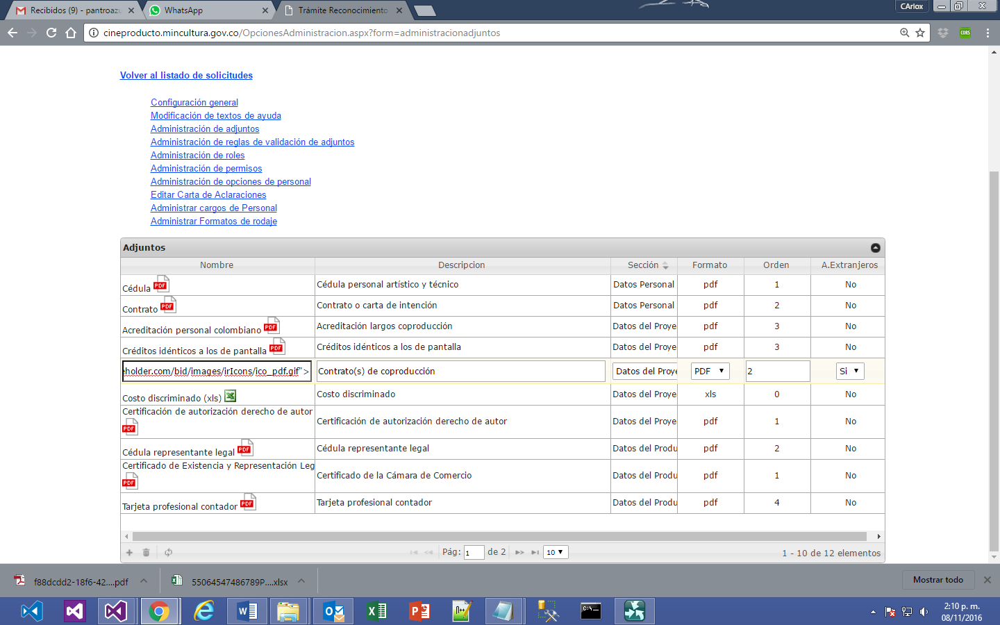 Recibidos (9) - pantroazu
WhatsApp
Trámite Reconocimiento
CArlox
cineproducto.mincultura.gov.co/OpcionesAdministracion.aspx?form=administracionadjuntos
CORS
Volver al listado de solicitudes
Configuración general
Modificación de textos de ayuda
Administración de adjuntos
Administración de reglas de validación de adjuntos
Administración de roles
Administración de permisos
Administración de opciones de personal
Editar Carta de Aclaraciones
Administrar cargos de Personal
Administrar Formatos de rodaje
Adjuntos
Nombre Descripcion Sección Formato Orden A.Extranjeros
Cédula PDF Cédula personal artístico y técnico Datos Personal pdf 1 No
Contrato PDF Contrato o carta de intención Datos Personal pdf 2 No
Acreditación personal colombiano PDF Acreditación largos coproducción Datos del Proye pdf 3 No
Créditos idénticos a los de pantalla PDF Créditos idénticos a los de pantalla Datos del Proye pdf 3 No
eholder.com/bid/images/irIcons/ico_pdf.gif"> Contrato(s) de coproducción Datos del Proye PDF 2 Si
Costo discriminado (xls) Costo discriminado Datos del Proye xls 0 No
Certificación de autorización derecho de autor PDF Certificación de autorización derecho de autor Datos del Proye pdf 1 No
Cédula representante legal PDF Cédula representante legal Datos del Produ pdf 2 No
Certificado de Existencia y Representación Leg PDF Certificado de la Cámara de Comercio Datos del Produ pdf 1 No
Tarjeta profesional contador PDF Tarjeta profesional contador Datos del Produ pdf 4 No
Pág: 1 de 2 10 1 - 10 de 12 elementos
f88dcdd2-18f6-42....pdf
55064547486789P....xlsx
Mostrar todo
2:10 p. m.
08/11/2016